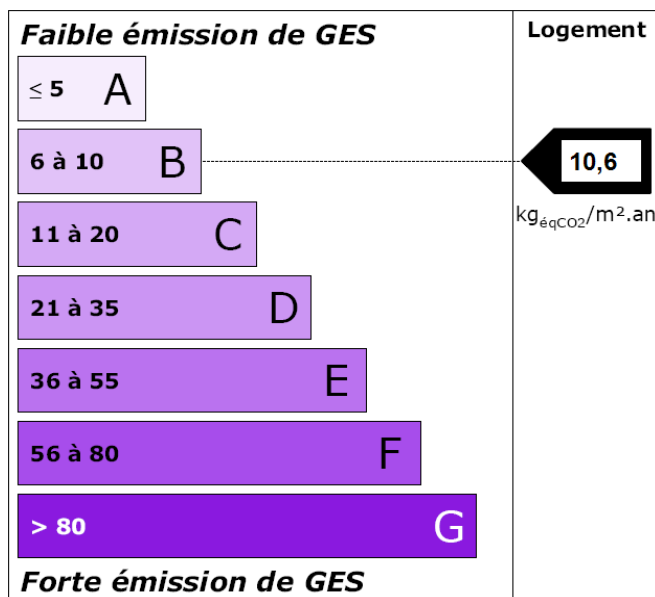 Faible émission de GES
Logement
≤ 5 A
6 à 10 B
10,6
kgéqCO2/m².an
11 à 20 C
21 à 35 D
36 à 55 E
56 à 80 F
> 80 G
Forte émission de GES